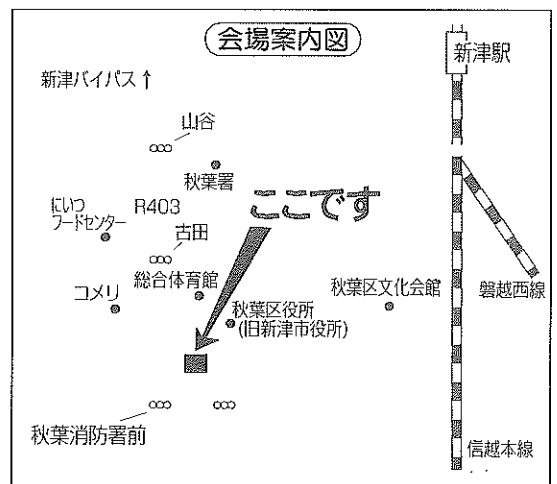 会場案内図
新津駅
新津バイパス↑
山谷
秋葉署
ここです
にいつ
フードセンター
R403
古田
総合体育館
コメリ
秋葉区役所
(旧新津市役所)
秋葉区文化会館
磐越西線
秋葉消防署前
信越本線